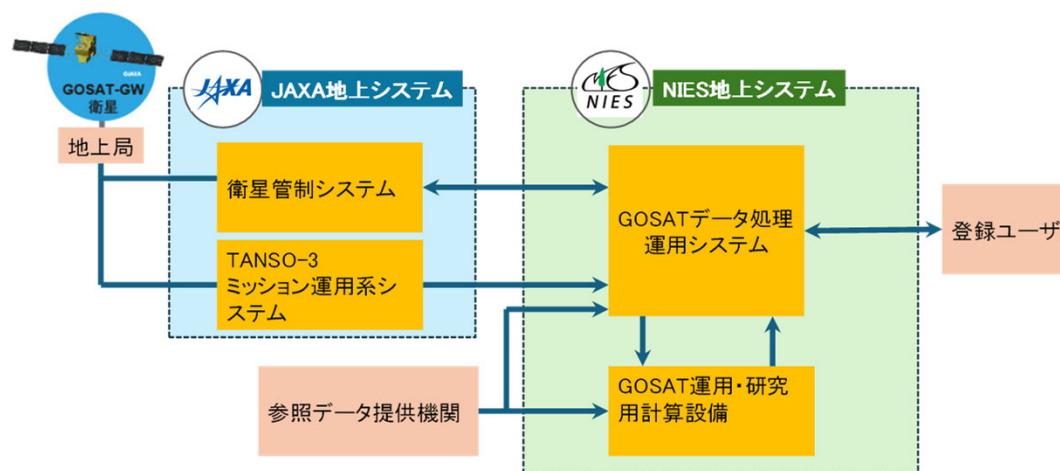 ©JAXA
GOSAT-GW
衛星
地上局
JAXA
JAXA地上システム
衛星管制システム
TANSO-3
ミッション運用系シ
ステム
参照データ提供機関
NIES
NIES地上システム
GOSATデータ処理
運用システム
GOSAT運用・研究
用計算設備
登録ユーザ